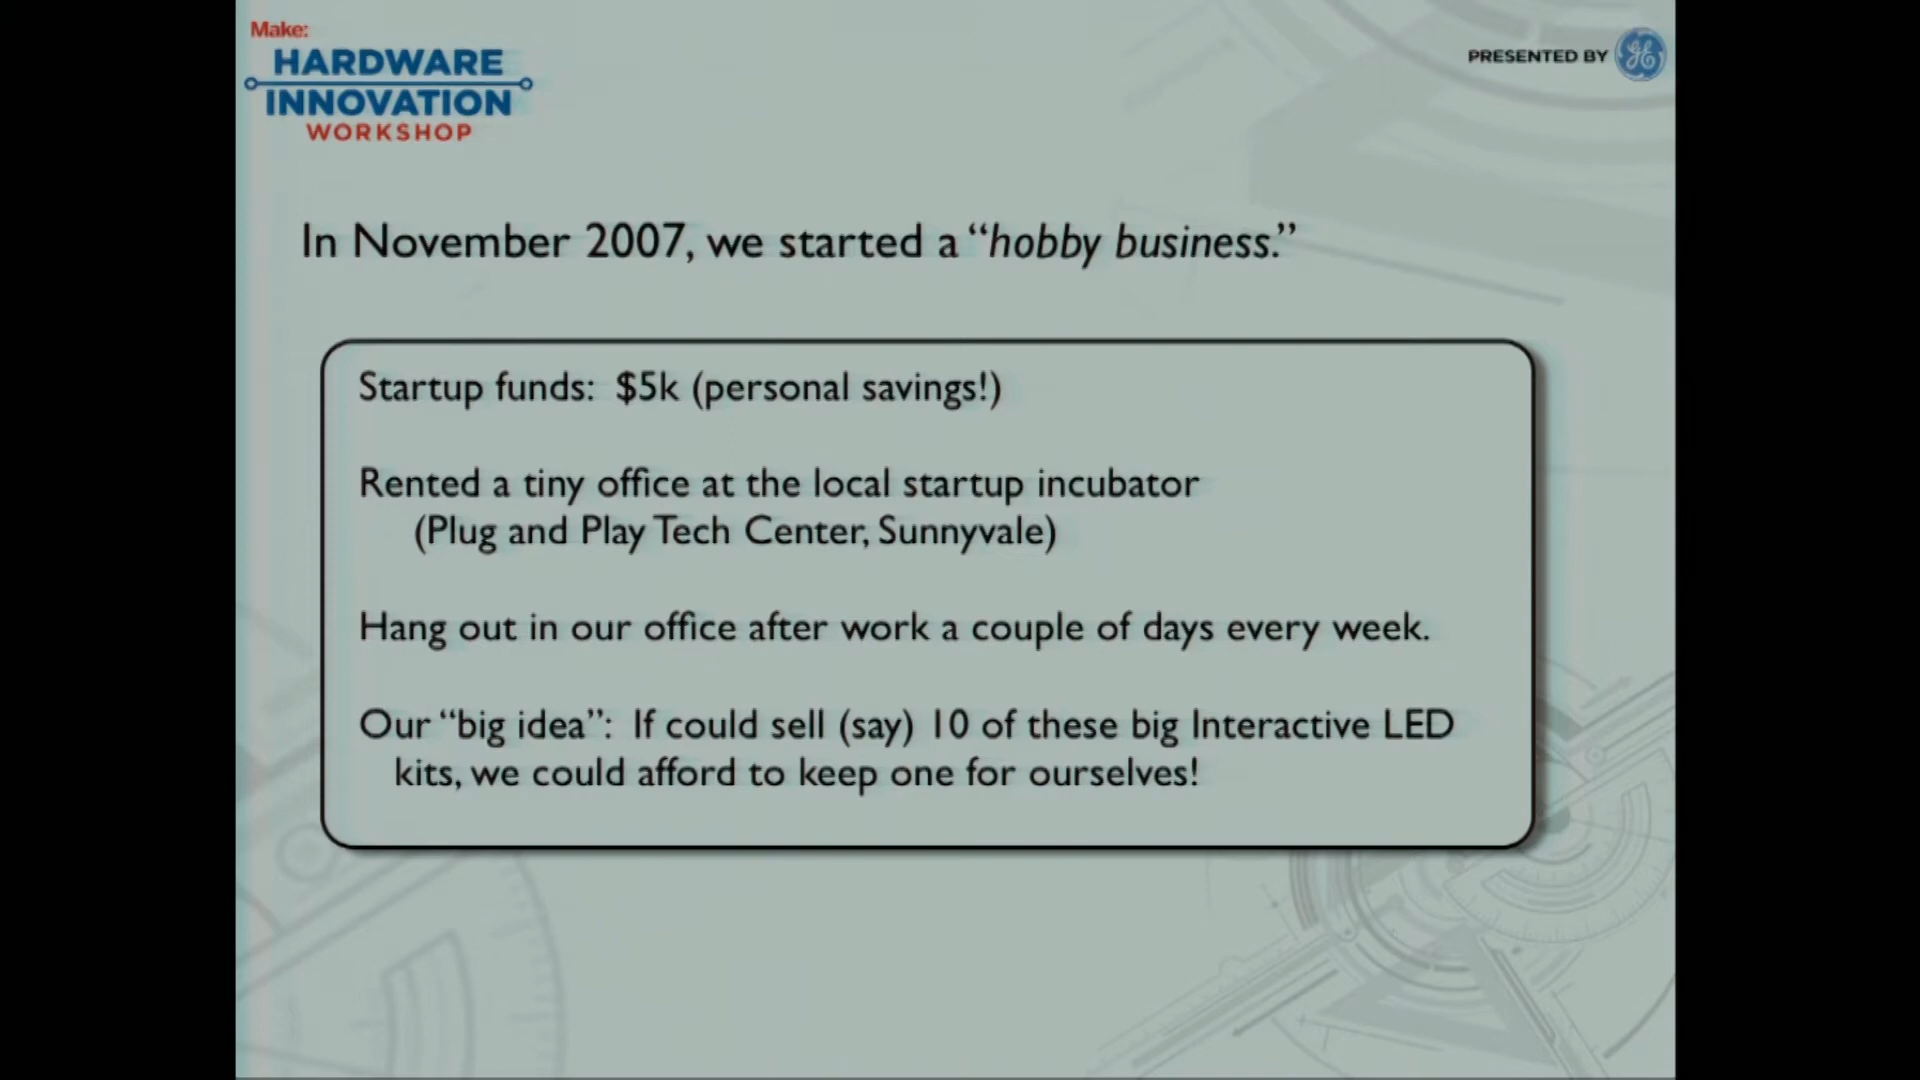 Make:
HARDWARE
INNOVATION
WORKSHOP
PRESENTED BY
In November 2007, we started a “hobby business.”
Startup funds: $5k (personal savings!)
Rented a tiny office at the local startup incubator
(Plug and Play Tech Center, Sunnyvale)
Hang out in our office after work a couple of days every week.
Our “big idea”: If could sell (say) 10 of these big Interactive LED
kits, we could afford to keep one for ourselves!